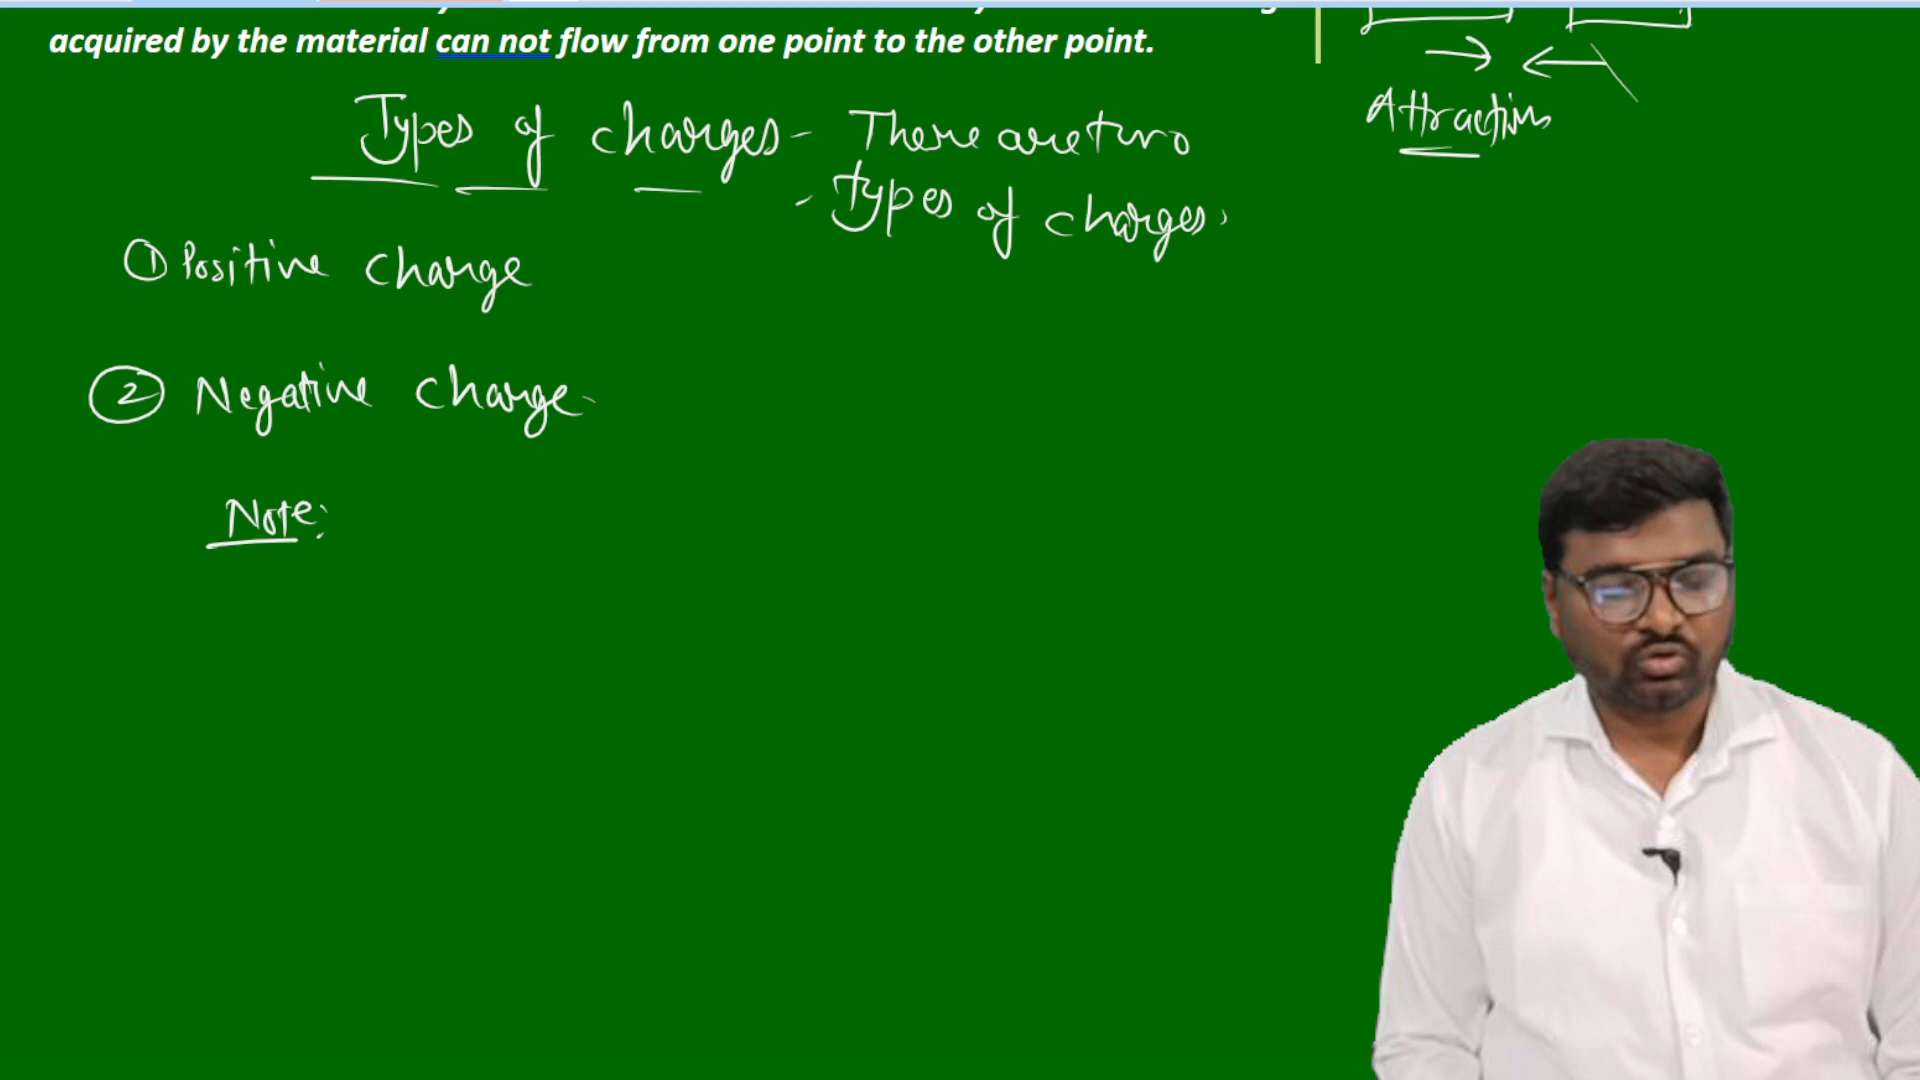 acquired by the material can not flow from one point to the other point.
Attraction
Types of charges - There are two
- Types of charges.
① Positive charge
② Negative charge.
Note: